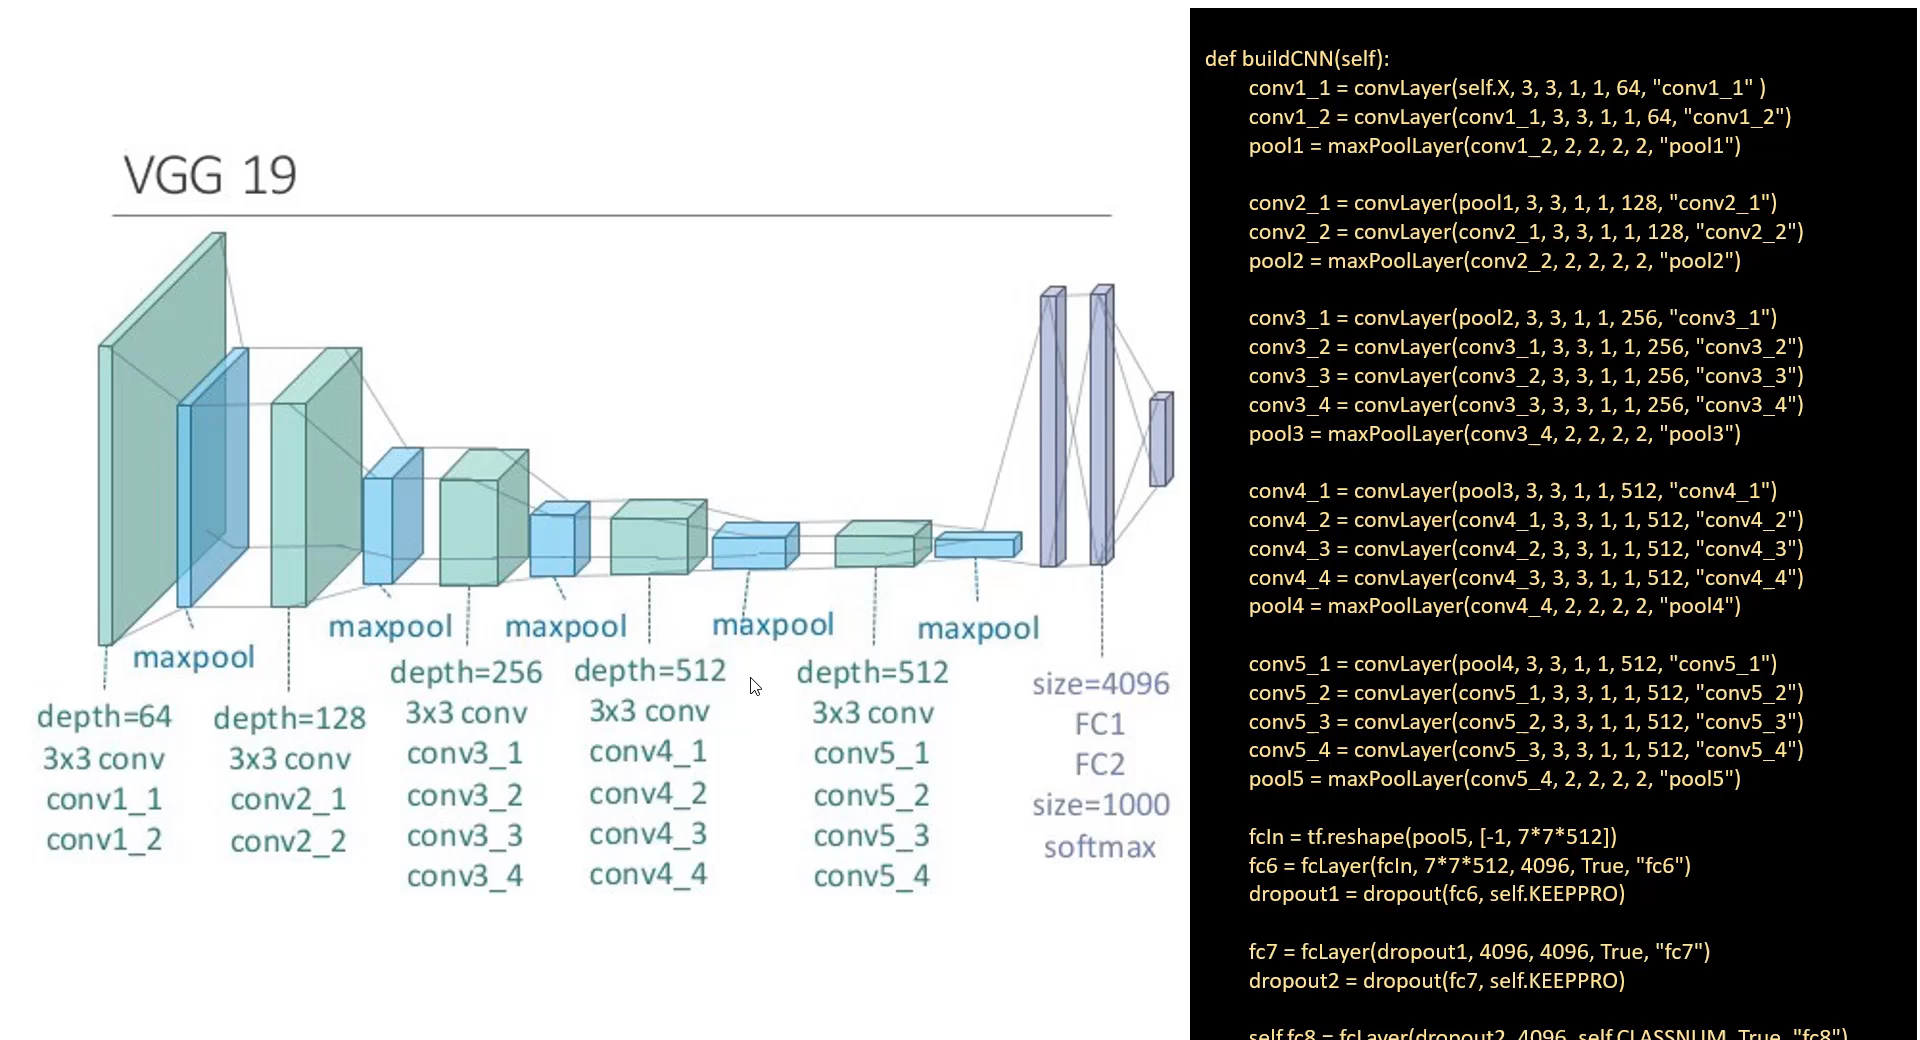 VGG 19
maxpool
maxpool
maxpool
maxpool
maxpool
depth=64
3x3 conv
conv1_1
conv1_2
depth=128
3x3 conv
conv2_1
conv2_2
depth=256
3x3 conv
conv3_1
conv3_2
conv3_3
conv3_4
depth=512
3x3 conv
conv4_1
conv4_2
conv4_3
conv4_4
depth=512
3x3 conv
conv5_1
conv5_2
conv5_3
conv5_4
size=4096
FC1
FC2
size=1000
softmax
def buildCNN(self):
conv1_1 = convLayer(self.X, 3, 3, 1, 1, 64, "conv1_1" )
conv1_2 = convLayer(conv1_1, 3, 3, 1, 1, 64, "conv1_2")
pool1 = maxPoolLayer(conv1_2, 2, 2, 2, 2, "pool1")
conv2_1 = convLayer(pool1, 3, 3, 1, 1, 128, "conv2_1")
conv2_2 = convLayer(conv2_1, 3, 3, 1, 1, 128, "conv2_2")
pool2 = maxPoolLayer(conv2_2, 2, 2, 2, 2, "pool2")
conv3_1 = convLayer(pool2, 3, 3, 1, 1, 256, "conv3_1")
conv3_2 = convLayer(conv3_1, 3, 3, 1, 1, 256, "conv3_2")
conv3_3 = convLayer(conv3_2, 3, 3, 1, 1, 256, "conv3_3")
conv3_4 = convLayer(conv3_3, 3, 3, 1, 1, 256, "conv3_4")
pool3 = maxPoolLayer(conv3_4, 2, 2, 2, 2, "pool3")
conv4_1 = convLayer(pool3, 3, 3, 1, 1, 512, "conv4_1")
conv4_2 = convLayer(conv4_1, 3, 3, 1, 1, 512, "conv4_2")
conv4_3 = convLayer(conv4_2, 3, 3, 1, 1, 512, "conv4_3")
conv4_4 = convLayer(conv4_3, 3, 3, 1, 1, 512, "conv4_4")
pool4 = maxPoolLayer(conv4_4, 2, 2, 2, 2, "pool4")
conv5_1 = convLayer(pool4, 3, 3, 1, 1, 512, "conv5_1")
conv5_2 = convLayer(conv5_1, 3, 3, 1, 1, 512, "conv5_2")
conv5_3 = convLayer(conv5_2, 3, 3, 1, 1, 512, "conv5_3")
conv5_4 = convLayer(conv5_3, 3, 3, 1, 1, 512, "conv5_4")
pool5 = maxPoolLayer(conv5_4, 2, 2, 2, 2, "pool5")
fcIn = tf.reshape(pool5, [-1, 7*7*512])
fc6 = fcLayer(fcIn, 7*7*512, 4096, True, "fc6")
dropout1 = dropout(fc6, self.KEEPPRO)
fc7 = fcLayer(dropout1, 4096, 4096, True, "fc7")
dropout2 = dropout(fc7, self.KEEPPRO)
self.fc8 = fcLayer(dropout2, 4096, self.CLASSNUM, True, "fc8")